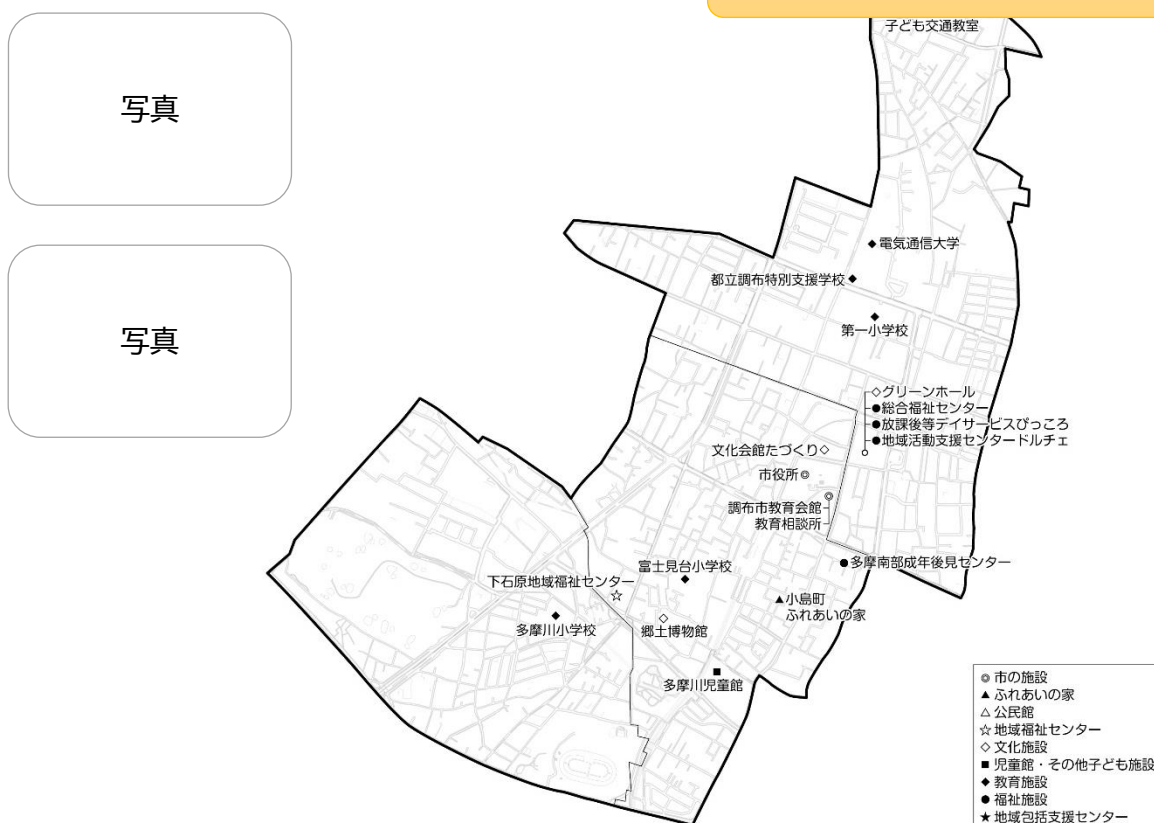 写真
写真
子ども交通教室
電気通信大学
都立調布特別支援学校
第一小学校
グリーンホール
総合福祉センター
放課後等デイサービスぴっころ
地域活動支援センタードルチェ
文化会館たづくり
市役所
調布市教育会館
教育相談所
多摩南部成年後見センター
富士見台小学校
下石原地域福祉センター
小島町
ふれあいの家
多摩川小学校
郷土博物館
多摩川児童館
◎ 市の施設
▲ ふれあいの家
△ 公民館
☆ 地域福祉センター
◇ 文化施設
■ 児童館・その他子ども施設
◆ 教育施設
● 福祉施設
★ 地域包括支援センター